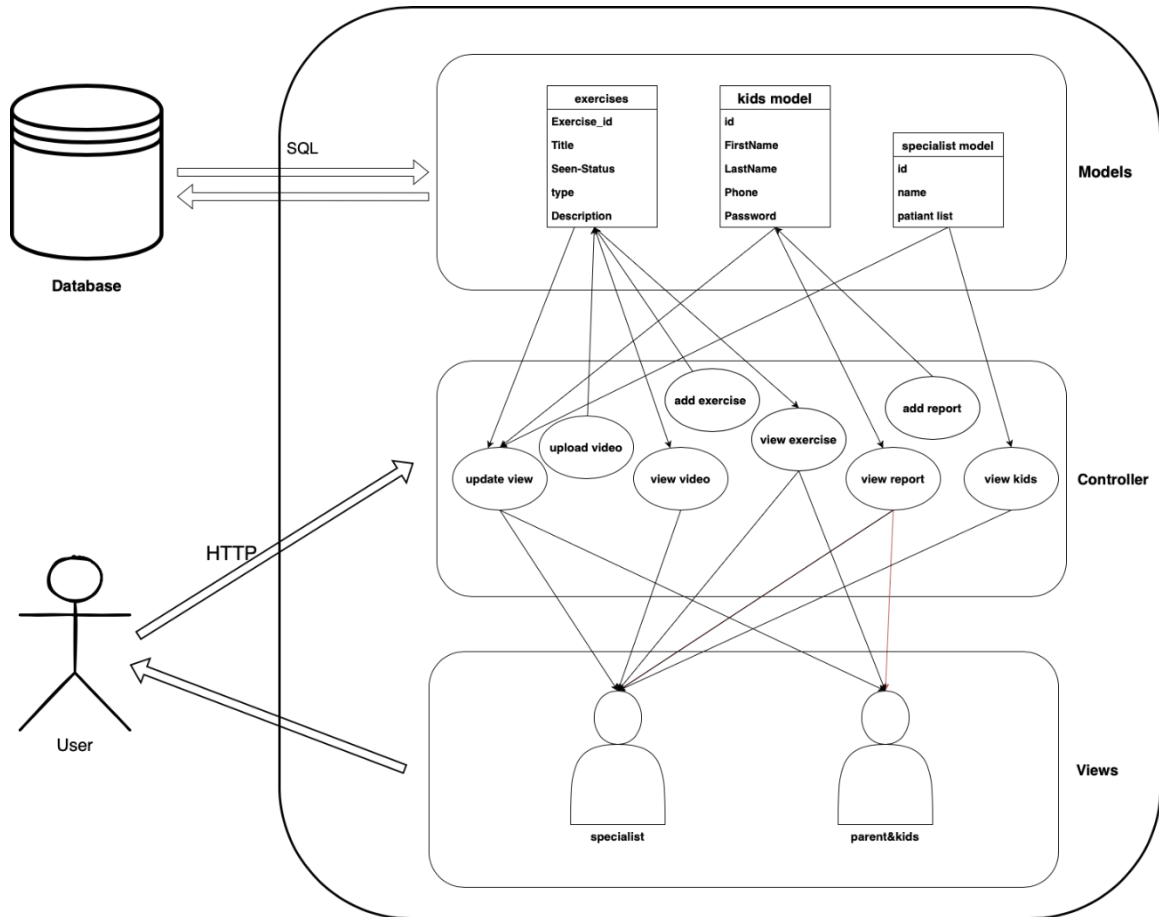 exercises
Exercise_id
Title
Seen-Status
type
Description
kids model
id
FirstName
LastName
Phone
Password
specialist model
id
name
patiant list
Models
SQL
Database
add exercise
add report
upload video
view exercise
update view
view video
view report
view kids
Controller
HTTP
User
specialist
parent&kids
Views